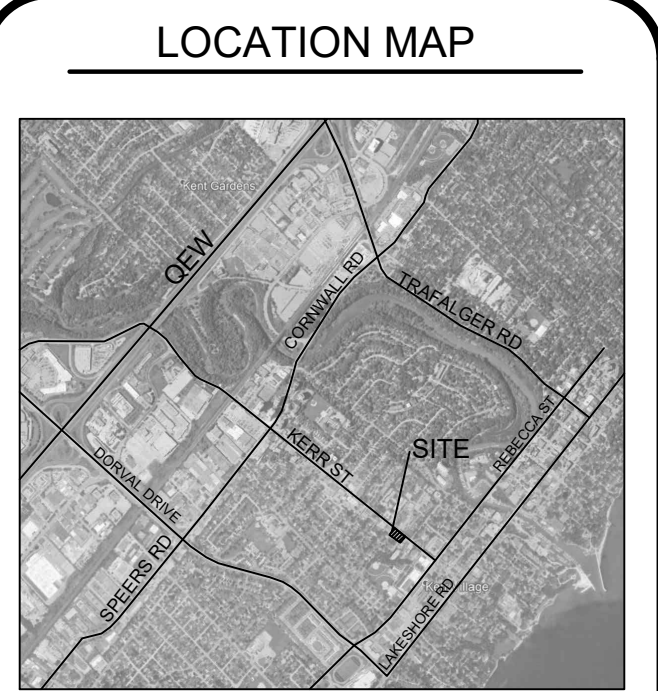 LOCATION MAP
Kent Gardens
QEW
CORNWALL RD
TRAFALGER RD
KERR ST
SITE
REBECCA ST
DORVAL DRIVE
SPEERS RD
LAKESHORE RD